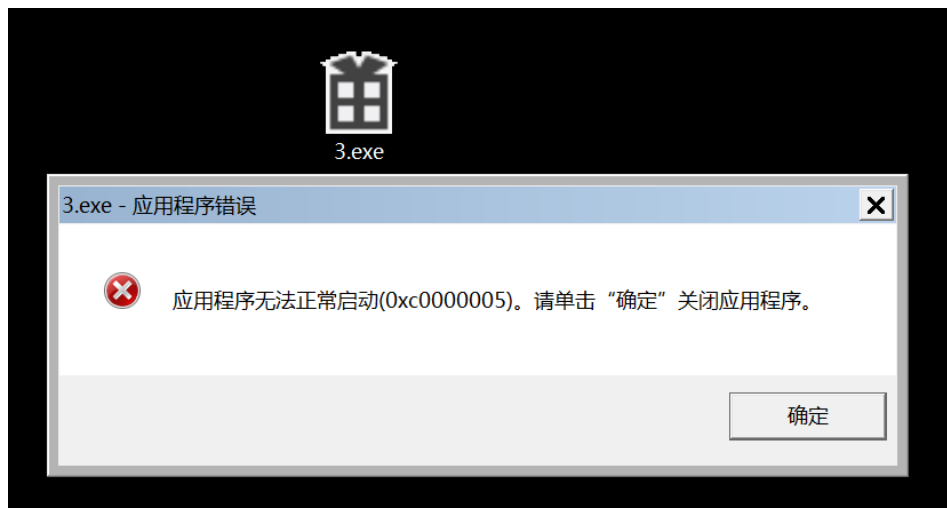 3.exe
3.exe - 应用程序错误
应用程序无法正常启动(0xc0000005)。请单击“确定”关闭应用程序。
确定